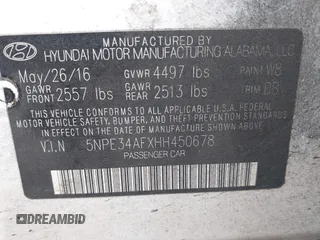 MANUFACTURED BY
HYUNDAI MOTOR MANUFACTURING ALABAMA, LLC
May/26/16 GVWR 4497 lbs PAINT W8
GAWR FRONT 2557 lbs GAWR REAR 2513 lbs TRIM
THIS VEHICLE CONFORMS TO ALL APPLICABLE U.S.A. FEDERAL MOTOR
VEHICLE SAFETY, BUMPER, AND THEFT PREVENTION STANDARDS
IN EFFECT ON THE DATE OF MANUFACTURE SHOWN ABOVE.
V.I.N 5NPE34AFXHH450678
PASSENGER CAR
DREAMBID